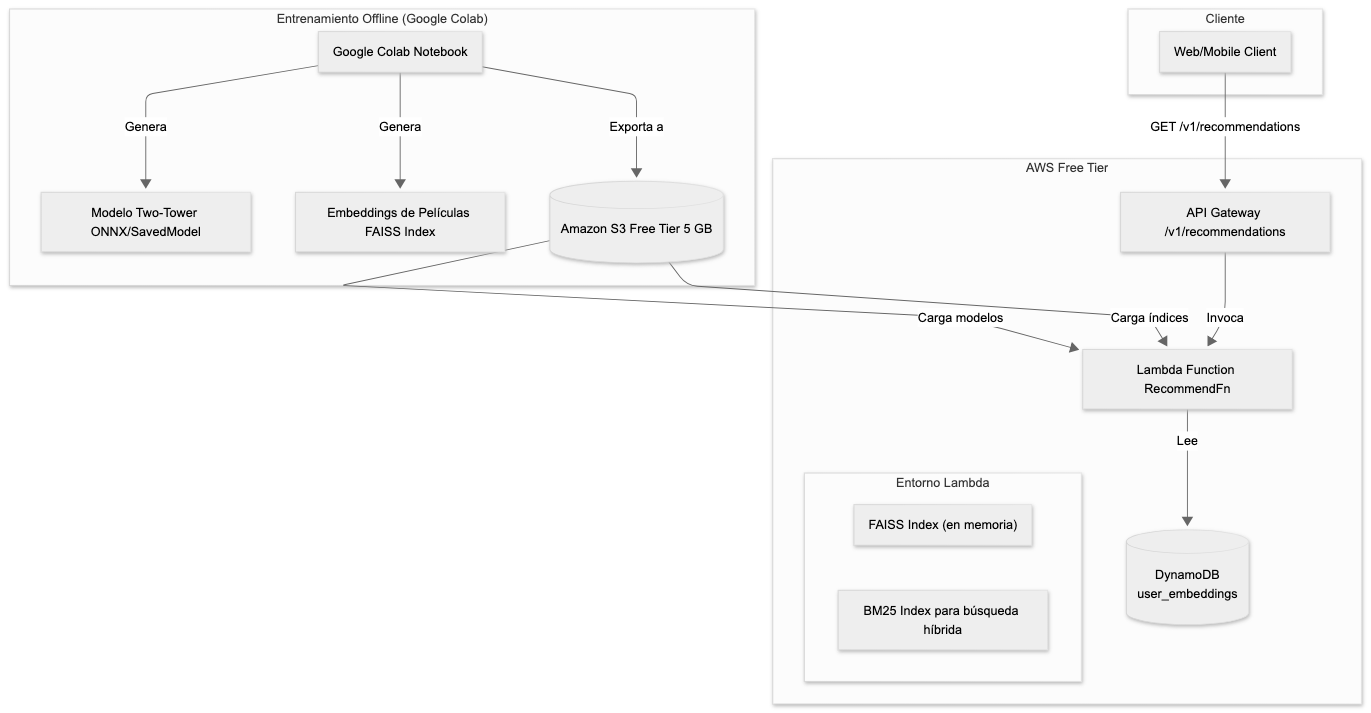 Entrenamiento Offline (Google Colab)
Google Colab Notebook
Genera
Genera
Exporta a
Modelo Two-Tower
ONNX/SavedModel
Embeddings de Películas
FAISS Index
Amazon S3 Free Tier 5 GB
Cliente
Web/Mobile Client
GET /v1/recommendations
AWS Free Tier
API Gateway
/v1/recommendations
Carga modelos
Carga índices
Invoca
Lambda Function
RecommendFn
Lee
Entorno Lambda
FAISS Index (en memoria)
BM25 Index para búsqueda
híbrida
DynamoDB
user_embeddings